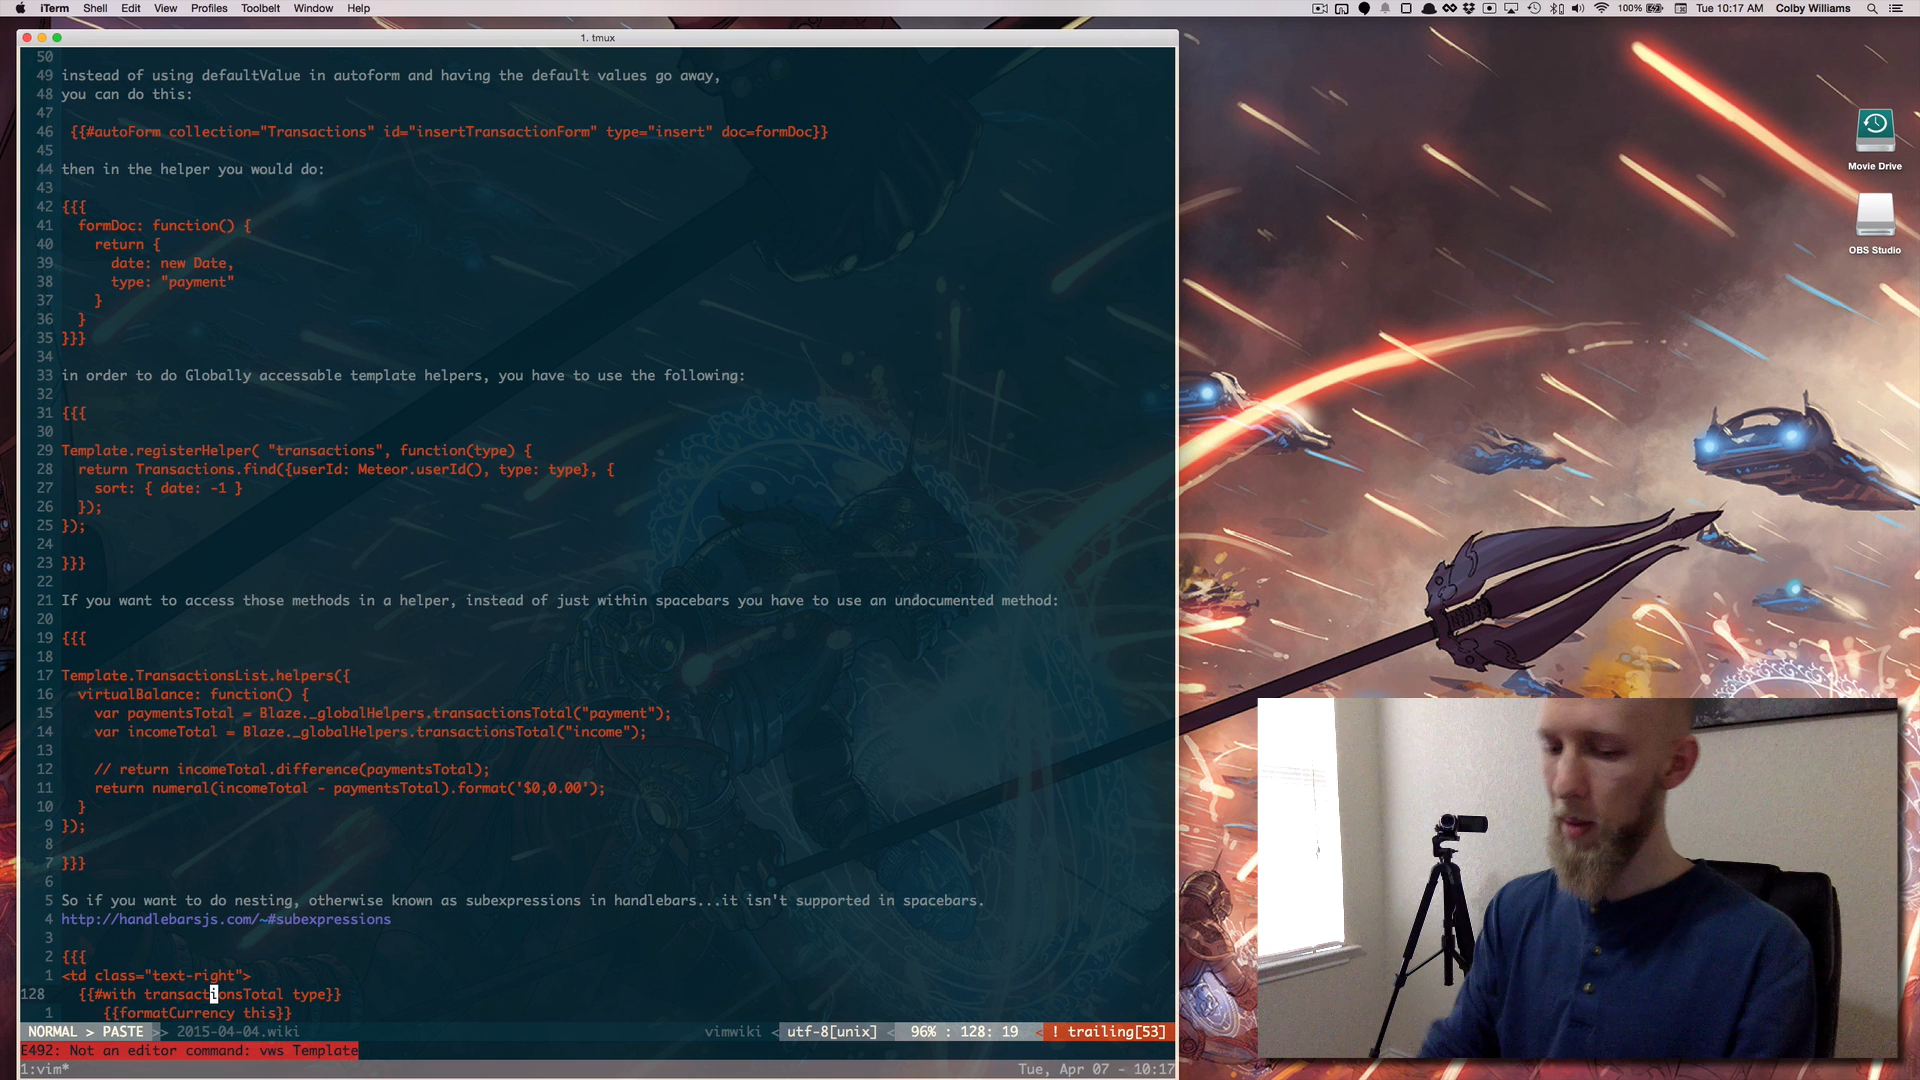 iTerm Shell Edit View Profiles Toolbelt Window Help
100% Tue 10:17 AM Colby Williams
1. tmux
50
49 instead of using defaultValue in autoform and having the default values go away,
48 you can do this:
47
46 {{#autoForm collection="Transactions" id="insertTransactionForm" type="insert" doc=formDoc}}
45
44 then in the helper you would do:
43
42 {{{
41 formDoc: function() {
40 return {
39 date: new Date,
38 type: "payment"
37 }
36 }
35 }}}
34
33 in order to do Globally accessable template helpers, you have to use the following:
32
31 {{{
30
29 Template.registerHelper( "transactions", function(type) {
28 return Transactions.find({userId: Meteor.userId(), type: type}, {
27 sort: { date: -1 }
26 });
25 });
24
23 }}}
22
21 If you want to access those methods in a helper, instead of just within spacebars you have to use an undocumented method:
20
19 {{{
18
17 Template.TransactionsList.helpers({
16 virtualBalance: function() {
15 var paymentsTotal = Blaze._globalHelpers.transactionsTotal("payment");
14 var incomeTotal = Blaze._globalHelpers.transactionsTotal("income");
13
12 // return incomeTotal.difference(paymentsTotal);
11 return numeral(incomeTotal - paymentsTotal).format('$0,0.00');
10 }
9 });
8
7 }}}
6
5 So if you want to do nesting, otherwise known as subexpressions in handlebars...it isn't supported in spacebars.
4 http://handlebarsjs.com/~#subexpressions
3
2 {{{
1 <td class="text-right">
128 {{#with transactionsTotal type}}
1 {{formatCurrency this}}
NORMAL > PASTE >> 2015-04-04.wiki vimwiki < utf-8[unix] < 96% : 128: 19 < ! trailing[53]
E492: Not an editor command: vws Template
1:vim* Tue, Apr 07 - 10:17
Movie Drive
OBS Studio